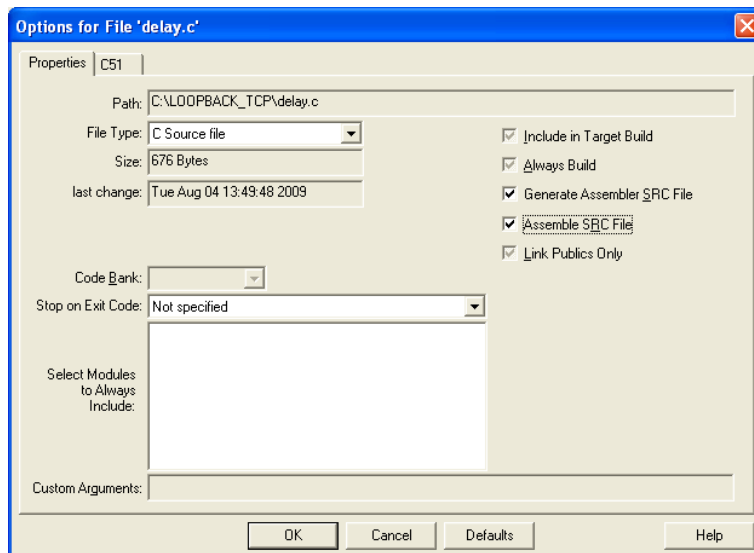 Options for File 'delay.c'
Properties
C51
Path: C:\LOOPBACK_TCP\delay.c
File Type: C Source file
Size: 676 Bytes
last change: Tue Aug 04 13:49:48 2009
Include in Target Build
Always Build
Generate Assembler SRC File
Assemble SRC File
Link Publics Only
Code Bank:
Stop on Exit Code: Not specified
Select Modules
to Always
Include:
Custom Arguments:
OK
Cancel
Defaults
Help